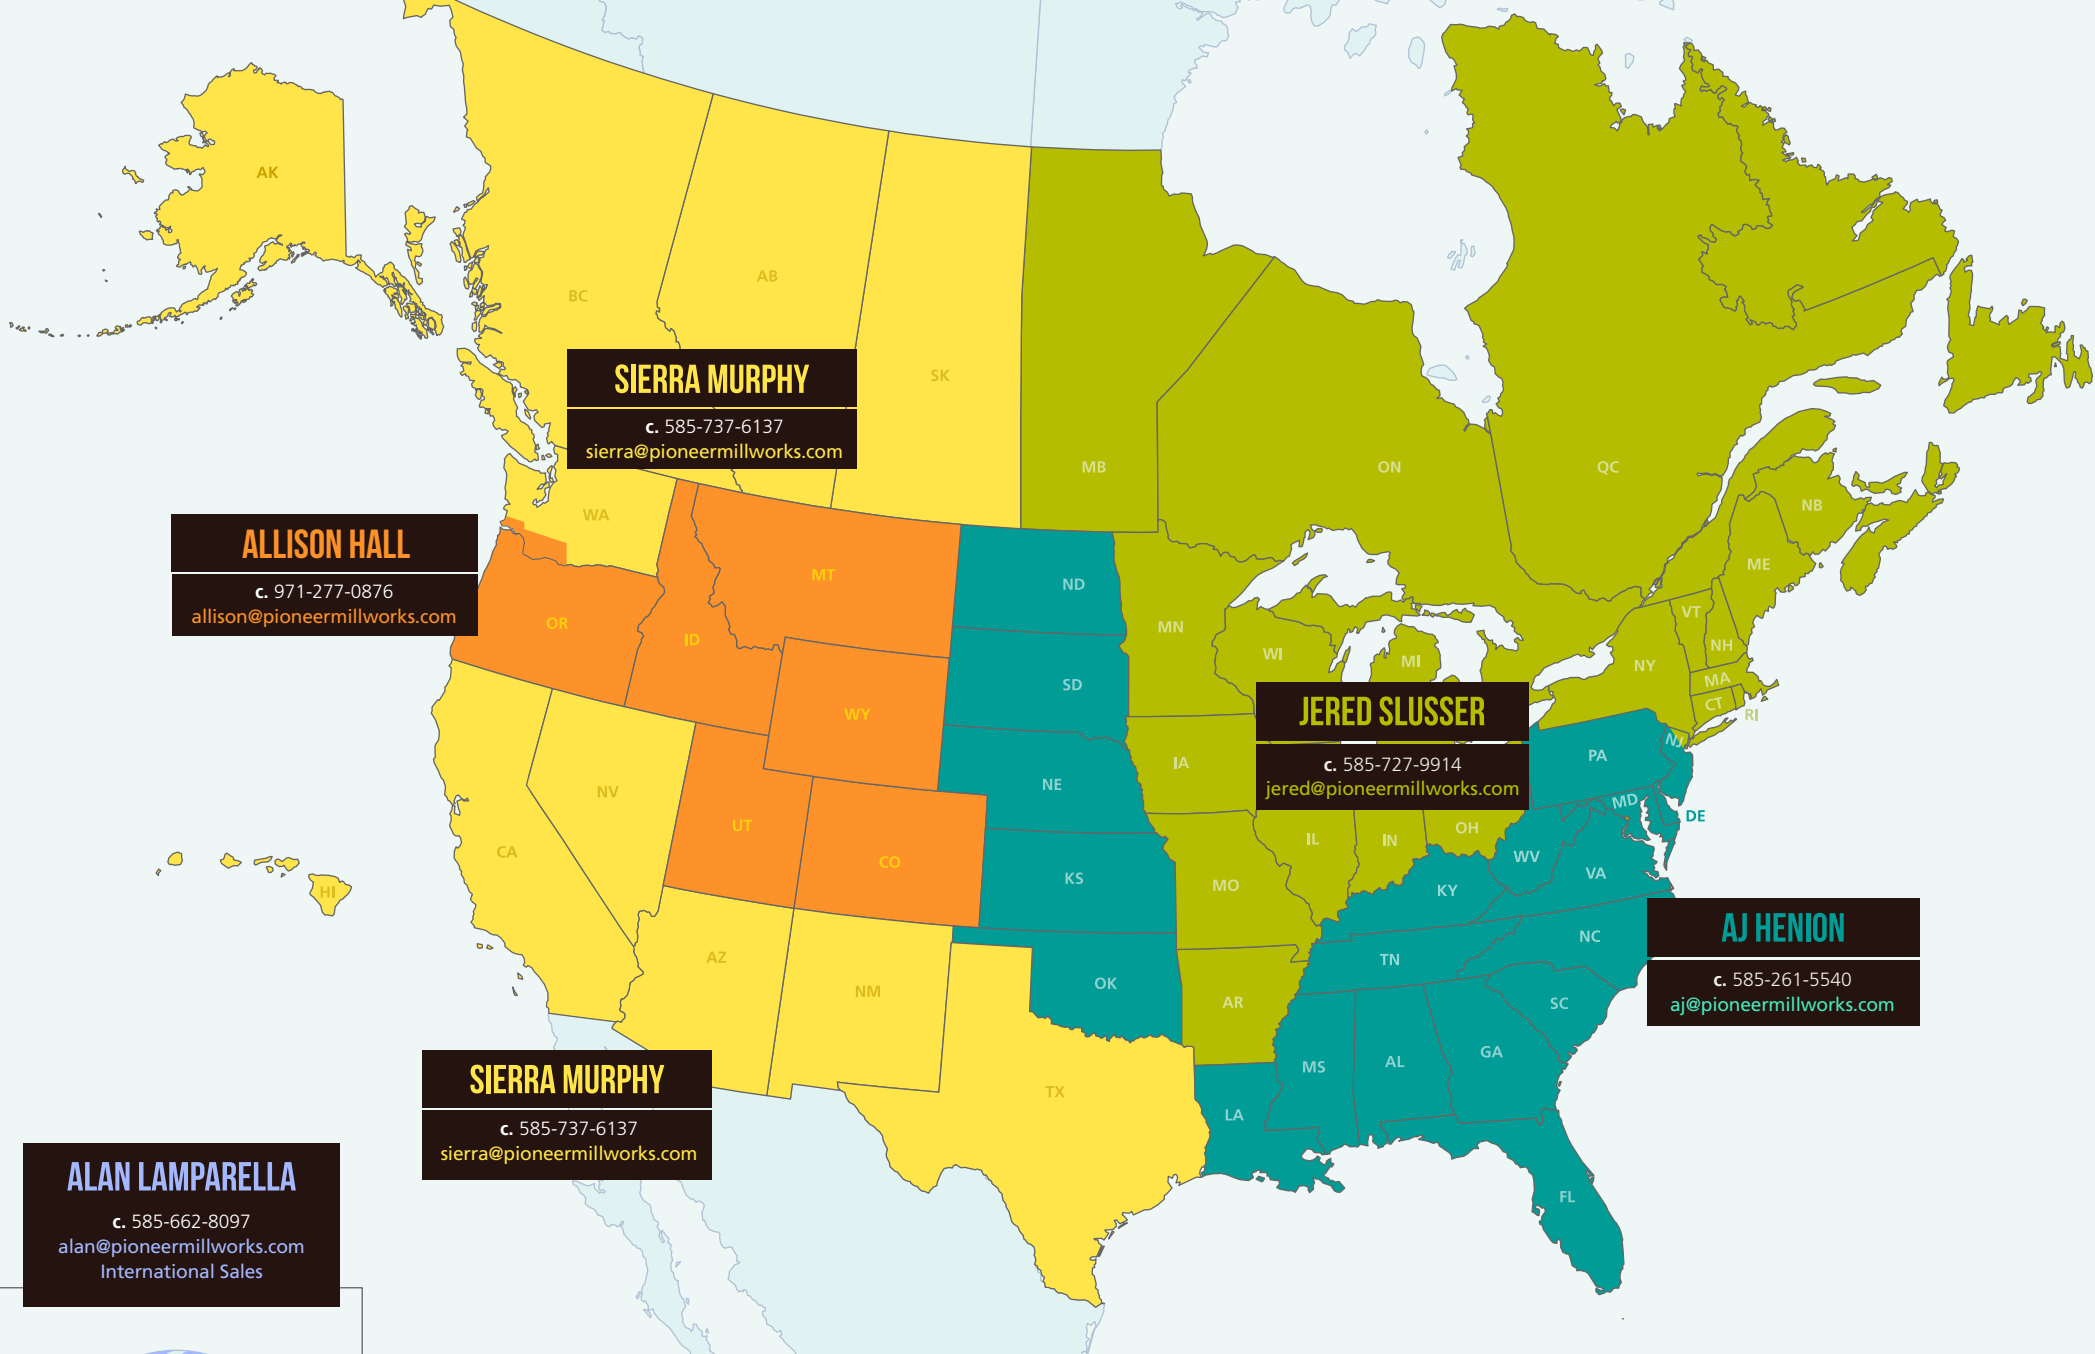 AK
BC
AB
SK
MB
ON
QC
NB
SIERRA MURPHY
c. 585-737-6137
sierra@pioneermillworks.com
WA
ALLISON HALL
c. 971-277-0876
allison@pioneermillworks.com
OR
ID
MT
WY
UT
CO
ND
SD
NE
KS
OK
MN
WI
MI
IA
MO
AR
IL
IN
OH
ME
VT
NH
NY
MA
CT
RI
JERED SLUSSER
c. 585-727-9914
jered@pioneermillworks.com
PA
NJ
MD
DE
WV
VA
KY
NC
TN
SC
GA
AL
MS
LA
FL
AJ HENION
c. 585-261-5540
aj@pioneermillworks.com
CA
NV
HI
AZ
NM
TX
SIERRA MURPHY
c. 585-737-6137
sierra@pioneermillworks.com
ALAN LAMPARELLA
c. 585-662-8097
alan@pioneermillworks.com
International Sales